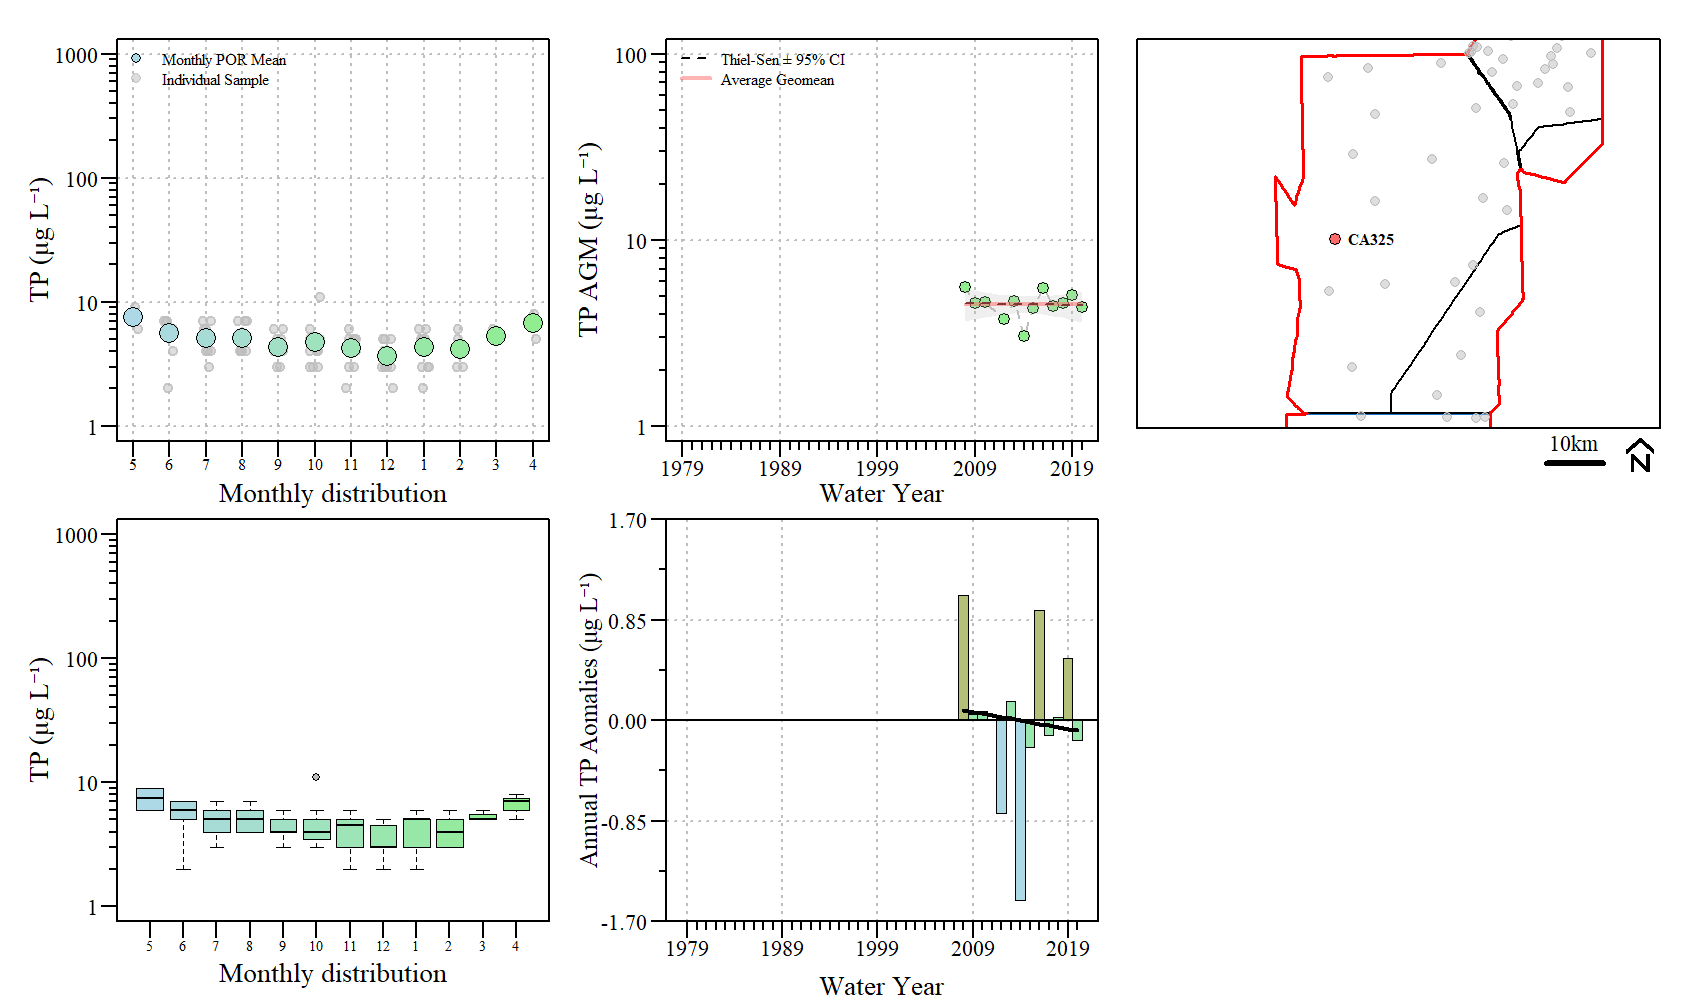 1000
100
10
1
TP (µg L⁻¹)
Monthly POR Mean
Individual Sample
5 6 7 8 9 10 11 12 1 2 3 4
Monthly distribution
100
10
1
TP AGM (µg L⁻¹)
Thiel-Sen ± 95% CI
Average Geomean
1979 1989 1999 2009 2019
Water Year
CA325
10km
N
1000
100
10
1
TP (µg L⁻¹)
5 6 7 8 9 10 11 12 1 2 3 4
Monthly distribution
1.70
0.85
0.00
-0.85
-1.70
Annual TP Aomalies (µg L⁻¹)
1979 1989 1999 2009 2019
Water Year